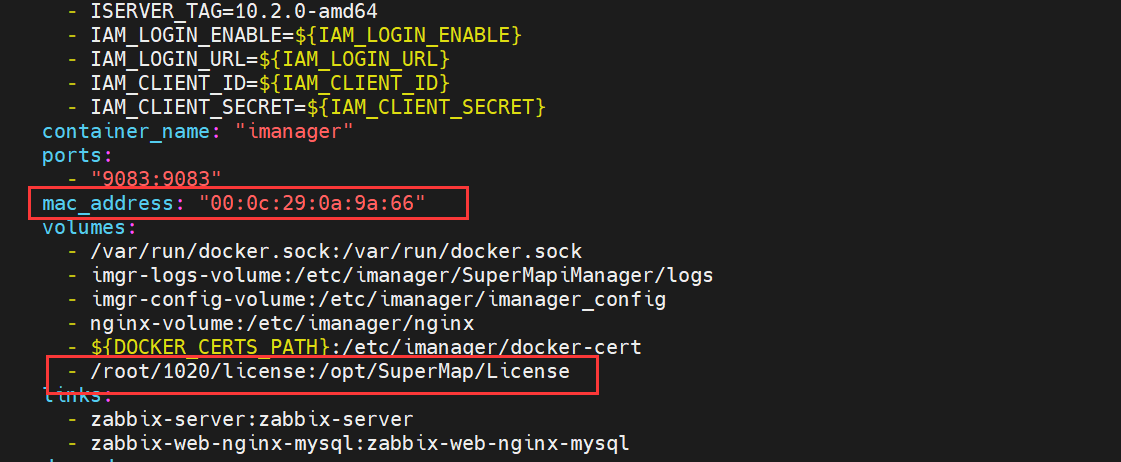 - ISERVER_TAG=10.2.0-amd64
- IAM_LOGIN_ENABLE=${IAM_LOGIN_ENABLE}
- IAM_LOGIN_URL=${IAM_LOGIN_URL}
- IAM_CLIENT_ID=${IAM_CLIENT_ID}
- IAM_CLIENT_SECRET=${IAM_CLIENT_SECRET}
container_name: "imanager"
ports:
- "9083:9083"
mac_address: "00:0c:29:0a:9a:66"
volumes:
- /var/run/docker.sock:/var/run/docker.sock
- imgr-logs-volume:/etc/imanager/SuperMapiManager/logs
- imgr-config-volume:/etc/imanager/imanager_config
- nginx-volume:/etc/imanager/nginx
- ${DOCKER_CERTS_PATH}:/etc/imanager/docker-cert
- /root/1020/license:/opt/SuperMap/License
links:
- zabbix-server:zabbix-server
- zabbix-web-nginx-mysql:zabbix-web-nginx-mysql